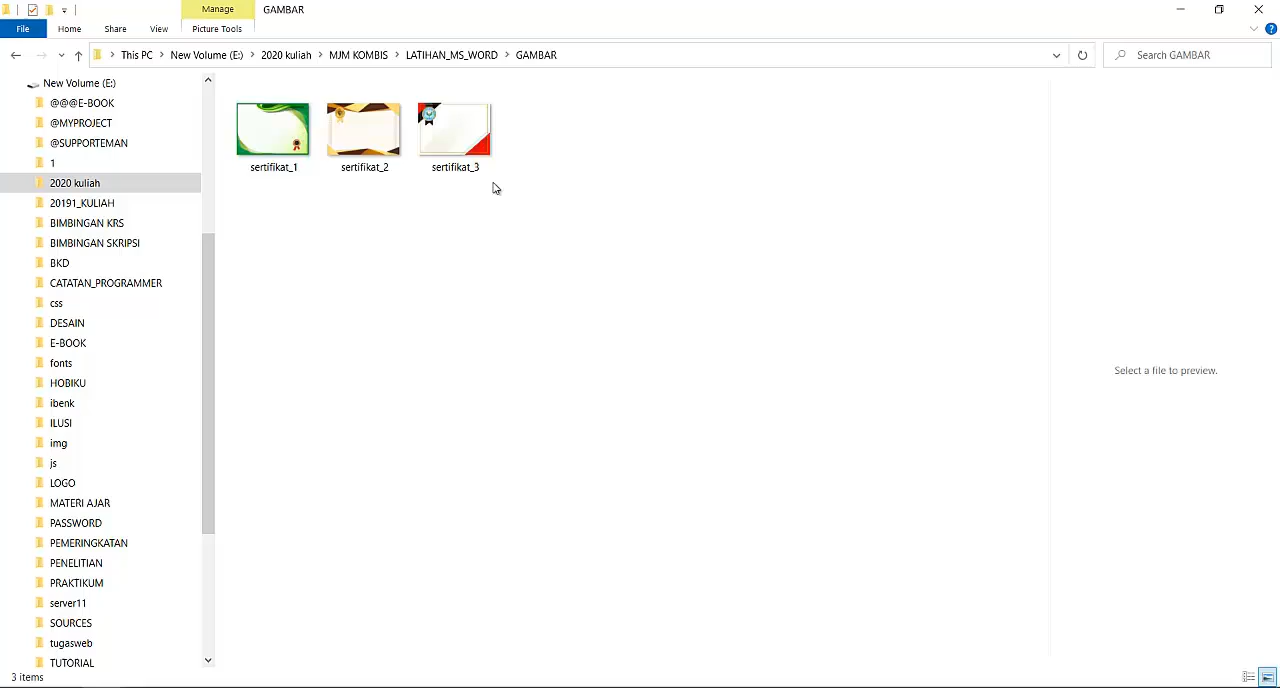 Manage
GAMBAR
File
Home
Share
View
Picture Tools
This PC
New Volume (E:)
2020 kuliah
MJM KOMBIS
LATIHAN_MS_WORD
GAMBAR
Search GAMBAR
New Volume (E:)
@@@E-BOOK
@MYPROJECT
@SUPPORTEMAN
1
2020 kuliah
20191_KULIAH
BIMBINGAN KRS
BIMBINGAN SKRIPSI
BKD
CATATAN_PROGRAMMER
css
DESAIN
E-BOOK
fonts
HOBIKU
ibenk
ILUSI
img
js
LOGO
MATERI AJAR
PASSWORD
PEMERINGKATAN
PENELITIAN
PRAKTIKUM
server11
SOURCES
tugasweb
TUTORIAL
sertifikat_1
sertifikat_2
sertifikat_3
Select a file to preview.
3 items